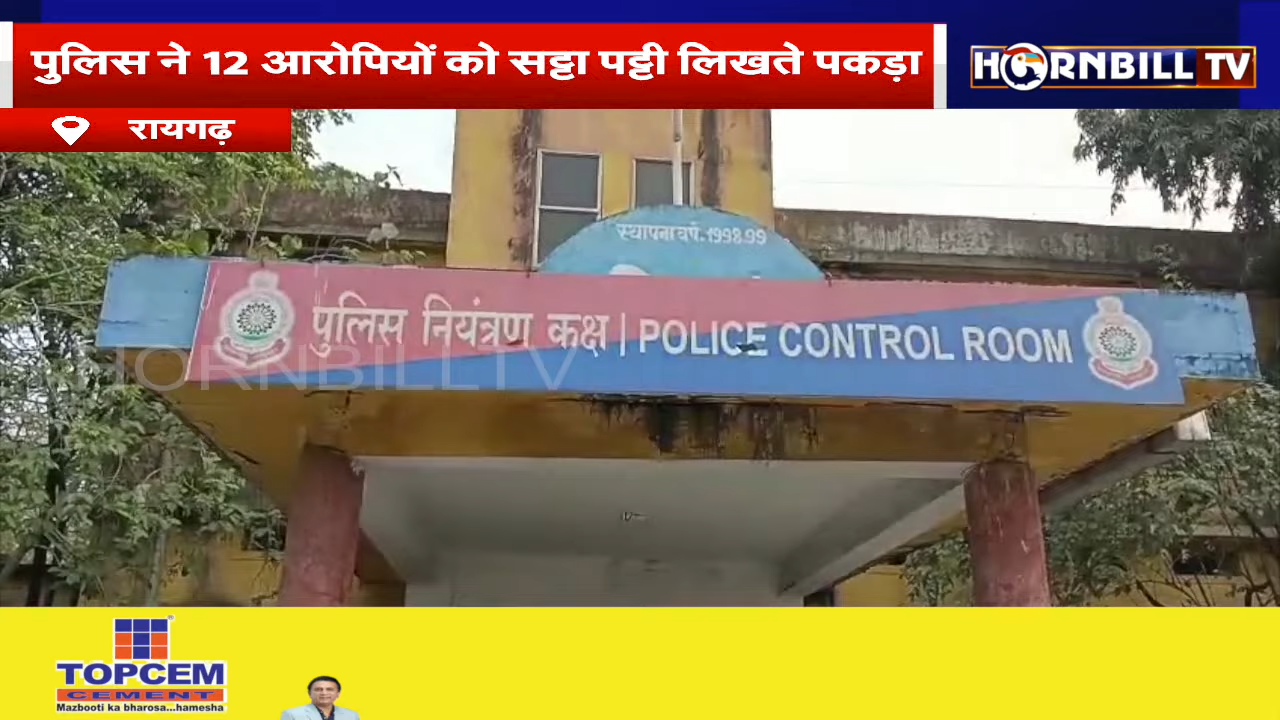 पुलिस ने 12 आरोपियों को सट्टा पट्टी लिखते पकड़ा
HORNBILL TV
रायगढ़
स्थापना वर्ष.1998.99
पुलिस नियंत्रण कक्ष | POLICE CONTROL ROOM
HORNBILL TV
TOPCEM
CEMENT
Mazbooti ka bharosa...hamesha